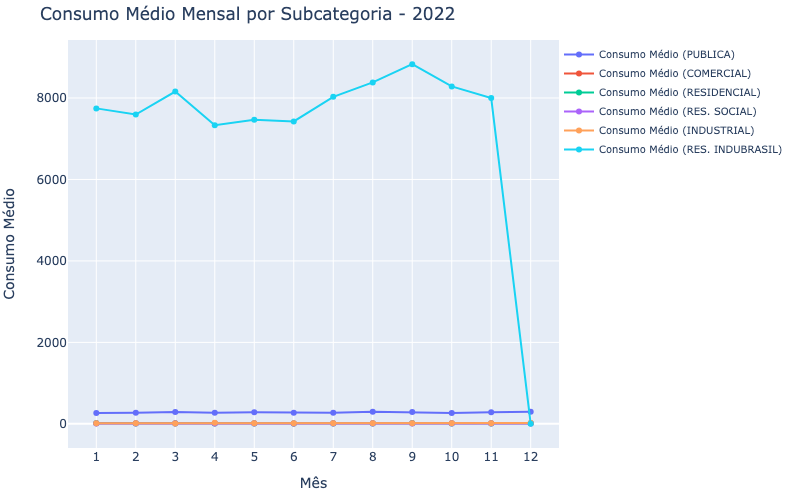 Consumo Médio Mensal por Subcategoria - 2022
Consumo Médio (PUBLICA)
Consumo Médio (COMERCIAL)
Consumo Médio (RESIDENCIAL)
Consumo Médio (RES. SOCIAL)
Consumo Médio (INDUSTRIAL)
Consumo Médio (RES. INDUBRASIL)
Consumo Médio
8000
6000
4000
2000
0
1 2 3 4 5 6 7 8 9 10 11 12
Mês